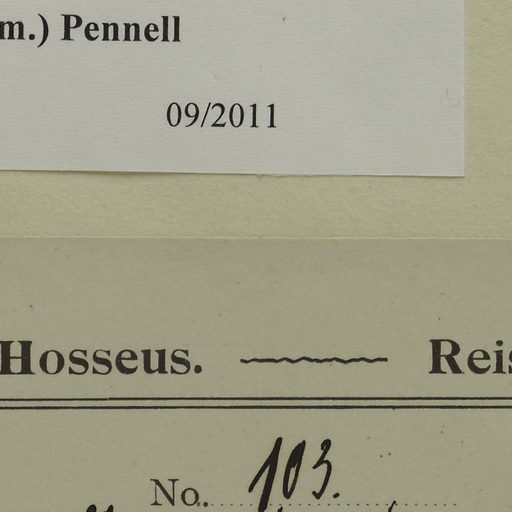 m.) Pennell
09/2011
Hosseus. Reis
No. 103.